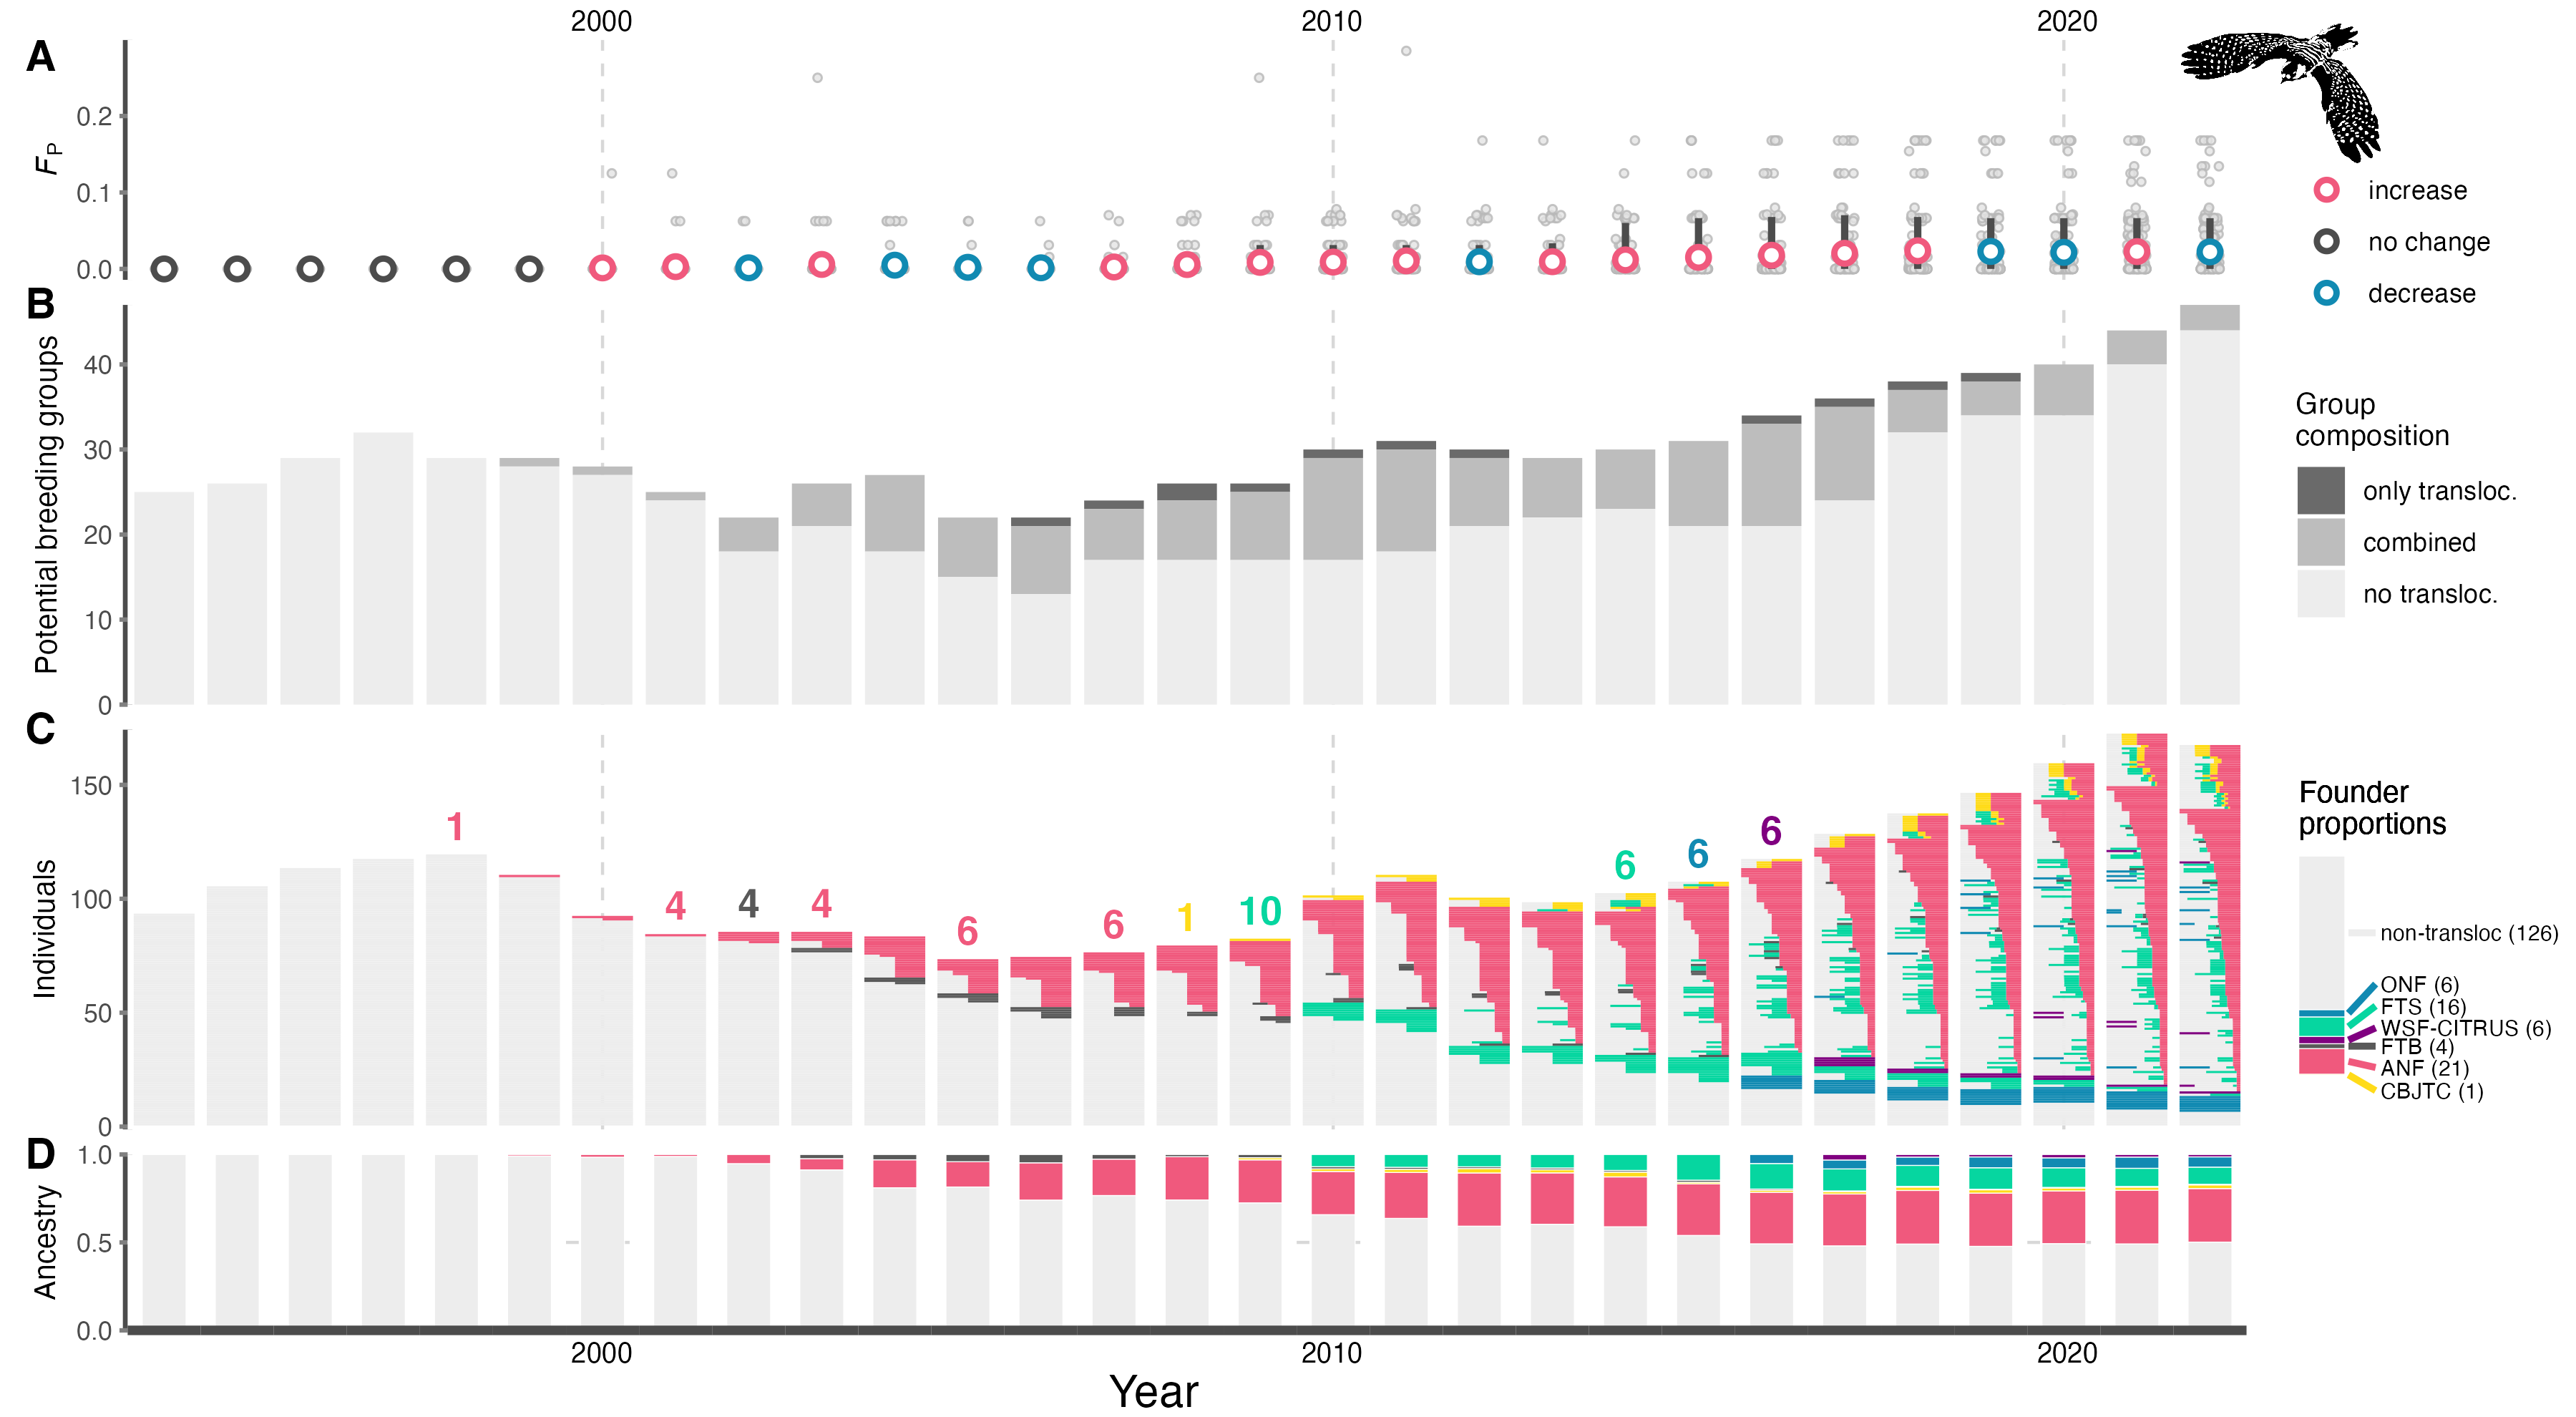 2000 2010 2020
A
0.2
0.1
0.0
FP
increase
no change
decrease
B
40
30
20
10
0
Potential breeding groups
Group
composition
only transloc.
combined
no transloc.
C
150
100
50
0
Individuals
1 4 4 4 6 6 1 10 6 6 6
Founder
proportions
non-transloc (126)
ONF (6)
FTS (16)
WSF-CITRUS (6)
FTB (4)
ANF (21)
CBJTC (1)
D
1.0
0.5
0.0
Ancestry
2000 2010 2020
Year